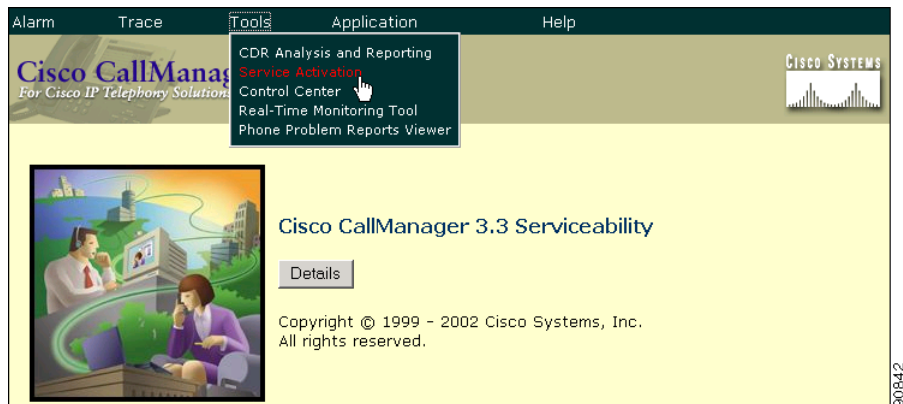 Alarm Trace Tools Application Help
CDR Analysis and Reporting
Service Activation
Control Center
Real-Time Monitoring Tool
Phone Problem Reports Viewer
Cisco CallManag
For Cisco IP Telephony Solution
CISCO SYSTEMS
Cisco CallManager 3.3 Serviceability
Details
Copyright © 1999 - 2002 Cisco Systems, Inc.
All rights reserved.
90842